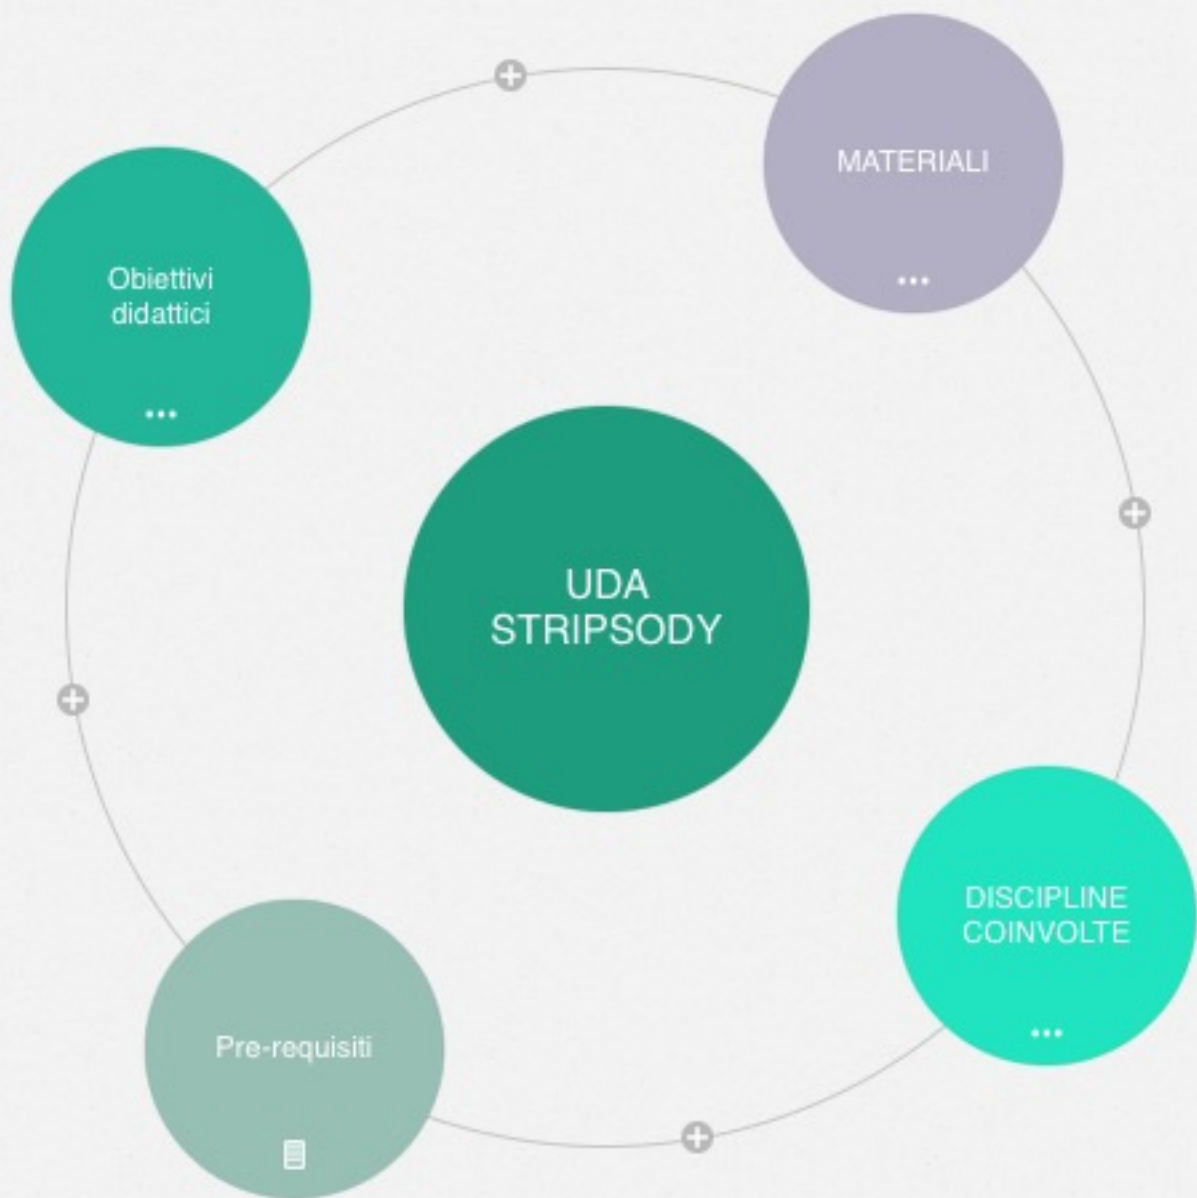 MATERIALI
Obiettivi
didattici
UDA
STRIPSODY
DISCIPLINE
COINVOLTE
Pre-requisiti